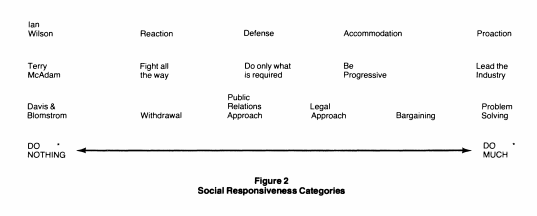 Ian
Wilson Reaction Defense Accommodation Proaction
Terry Fight all Do only what Be Lead the
McAdam the way is required Progressive Industry
Public
Davis & Relations Legal Problem
Blomstrom Withdrawal Approach Approach Bargaining Solving
DO * DO *
NOTHING MUCH
Figure 2
Social Responsiveness Categories